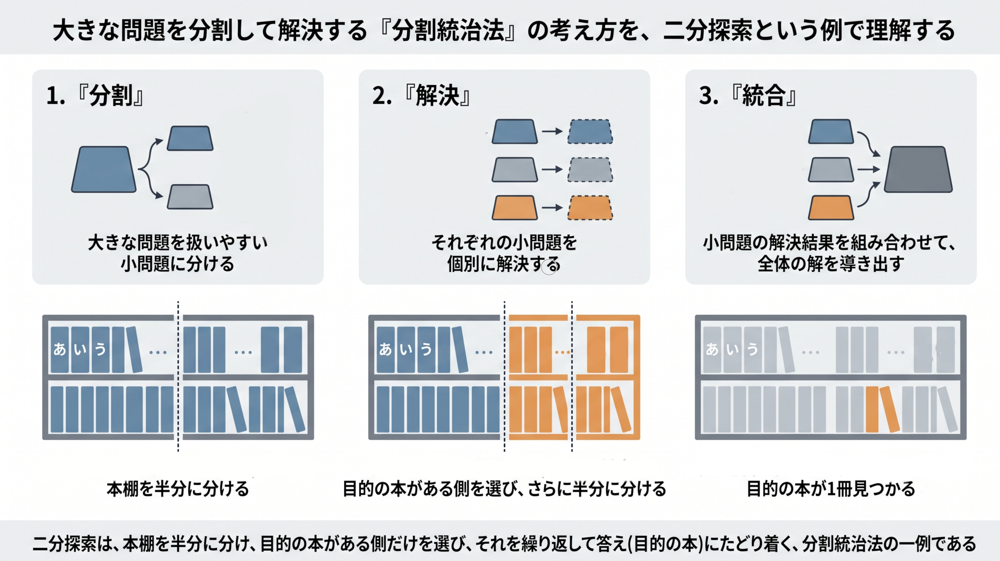 大きな問題を分割して解決する『分割統治法』の考え方を、二分探索という例で理解する
1.『分割』
大きな問題を扱いやすい
小問題に分ける
2.『解決』
それぞれの小問題を
個別に解決する
3.『統合』
小問題の解決結果を組み合わせて、
全体の解を導き出す
あ い う ...
...
本棚を半分に分ける
あ い う ...
...
目的の本がある側を選び、さらに半分に分ける
あ い う ...
...
目的の本が1冊見つかる
二分探索は、本棚を半分に分け、目的の本がある側だけを選び、それを繰り返して答え(目的の本)にたどり着く、分割統治法の一例である